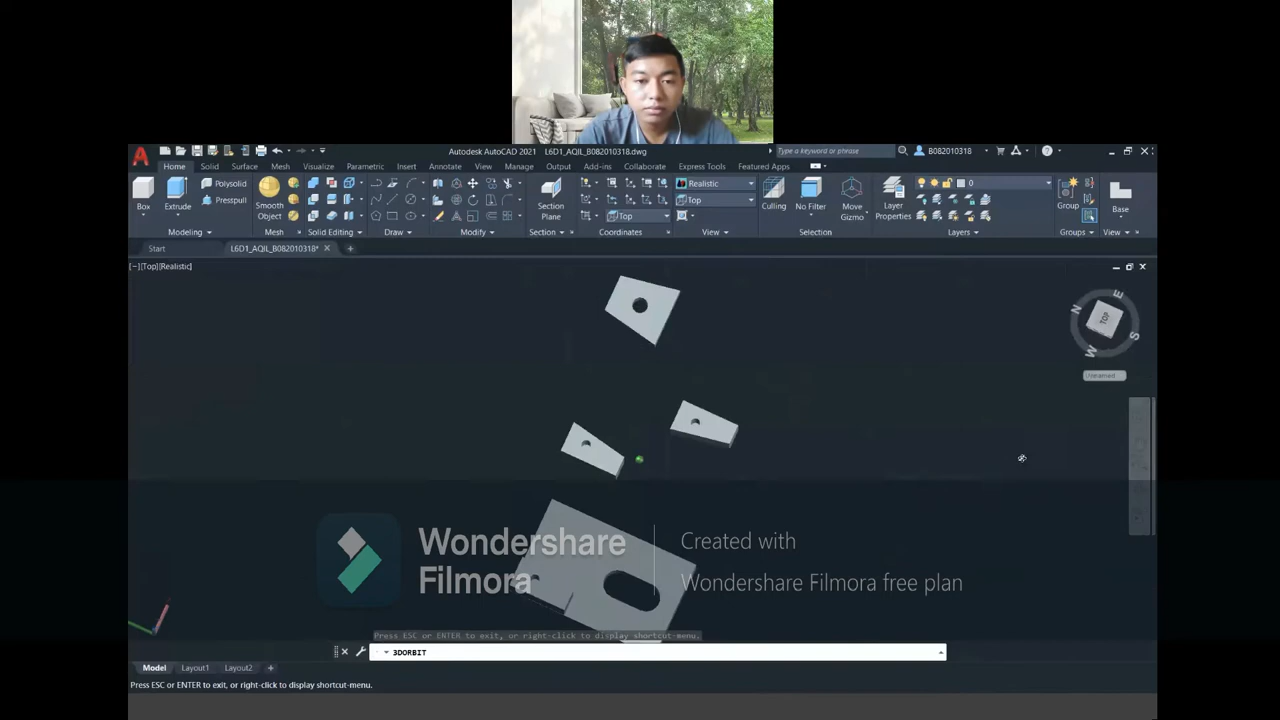 Autodesk AutoCAD 2021 L6D1_AQIL_B082010318.dwg
Type a keyword or phrase
B082010318
Home Solid Surface Mesh Visualize Parametric Insert Annotate View Manage Output Add-ins Collaborate Express Tools Featured Apps
Box
Extrude
Polysolid
Presspull
Smooth
Object
Section
Plane
Realistic
Top
Top
Culling
No Filter
Move
Gizmo
Layer
Properties
0
Group
Base
Modeling Mesh Solid Editing Draw Modify Section Coordinates View Selection Layers Groups View
Start L6D1_AQIL_B082010318*
[−][Top][Realistic]
N
E
TOP
S
W
Unnamed
Wondershare
Filmora
Created with
Wondershare Filmora free plan
Press ESC or ENTER to exit, or right-click to display shortcut-menu.
3DORBIT
Model Layout1 Layout2
Press ESC or ENTER to exit, or right-click to display shortcut-menu.